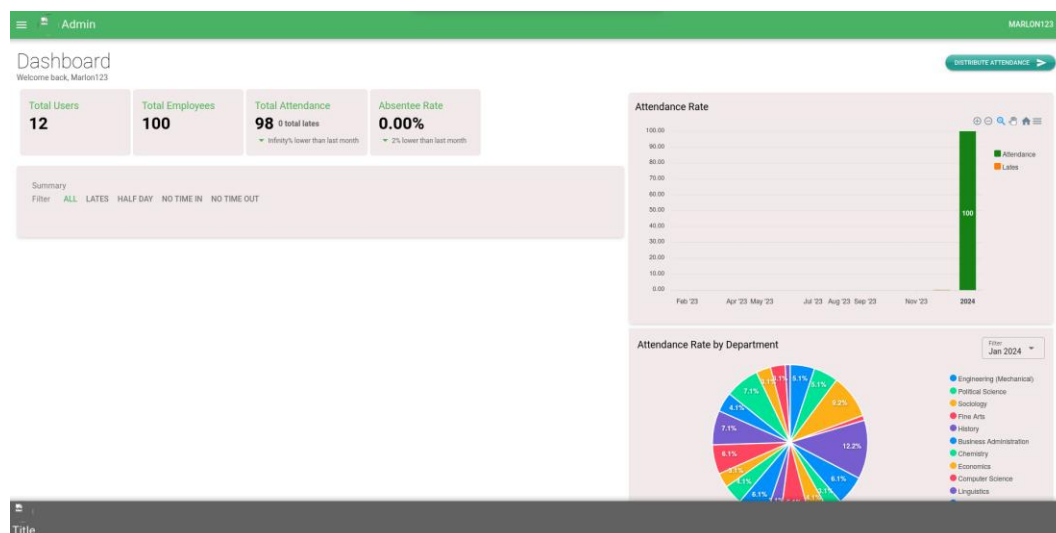 Admin
MARLON123
Dashboard
Welcome back, Marlon123
DISTRIBUTE ATTENDANCE
Total Users
12
Total Employees
100
Total Attendance
98 0 total lates
Infinity% lower than last month
Absentee Rate
0.00%
2% lower than last month
Summary
Filter ALL LATES HALF DAY NO TIME IN NO TIME OUT
Attendance Rate
100.00
90.00
80.00
70.00
60.00
50.00
40.00
30.00
20.00
10.00
0.00
100
Feb '23 Apr '23 May '23 Jul '23 Aug '23 Sep '23 Nov '23 2024
Attendance
Lates
Attendance Rate by Department
Filter
Jan 2024
5.1%
5.1%
9.2%
12.2%
6.1%
6.1%
4.1%
6.1%
7.1%
4.1%
7.1%
Engineering (Mechanical)
Political Science
Sociology
Fine Arts
History
Business Administration
Chemistry
Economics
Computer Science
Linguistics
Title